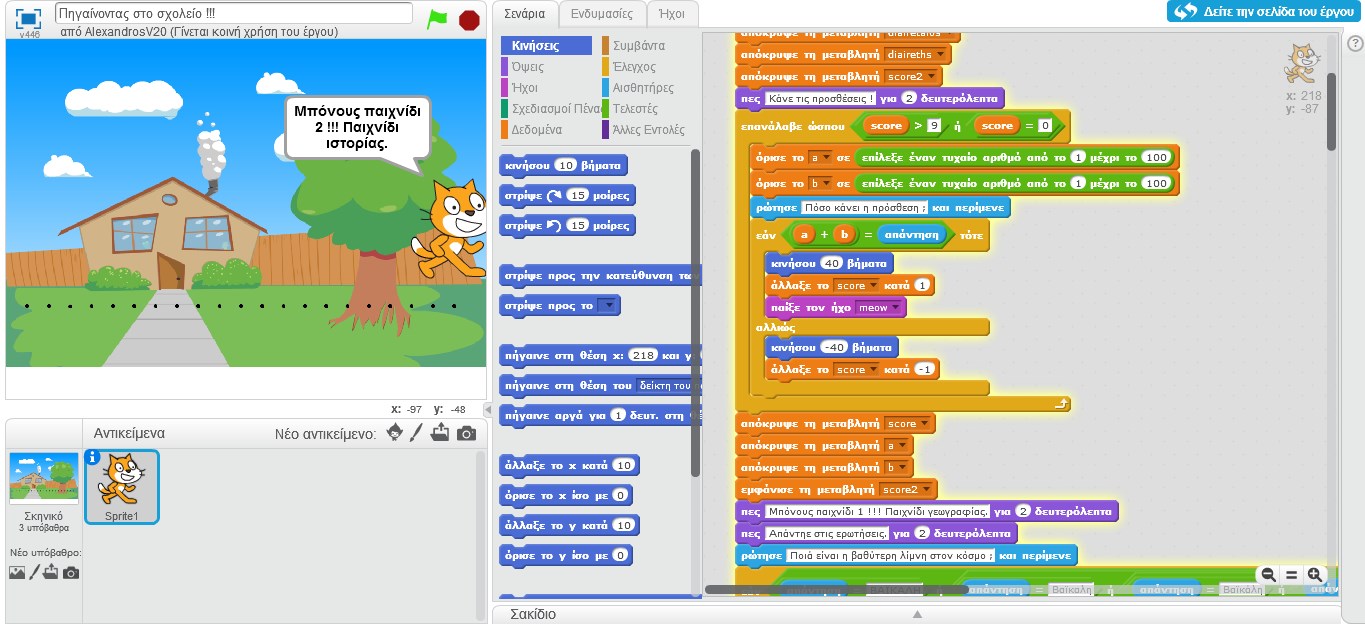 Πηγαίνοντας στο σχολείο !!!
v446
από AlexandrosV20 (Γίνεται κοινή χρήση του έργου)
Μπόνους παιχνίδι
2 !!! Παιχνίδι
ιστορίας.
x: -97 y: -48
Αντικείμενα
Νέο αντικείμενο:
Σκηνικό
3 υπόβαθρα
Νέο υπόβαθρο:
Sprite1
Σενάρια
Ενδυμασίες
Ήχοι
Δείτε την σελίδα του έργου
Κινήσεις
Συμβάντα
Όψεις
Έλεγχος
Ήχοι
Αισθητήρες
Σχεδιασμοί Πένας
Τελεστές
Δεδομένα
Άλλες Εντολές
κινήσου 10 βήματα
στρίψε 15 μοίρες
στρίψε 15 μοίρες
στρίψε προς την κατεύθυνση
στρίψε προς το
πήγαινε στη θέση x: 218 και y
πήγαινε στη θέση του δείκτη του
πήγαινε αργά για 1 δευτ. στη
άλλαξε το x κατά 10
όρισε το x ίσο με 0
άλλαξε το y κατά 10
όρισε το y ίσο με 0
απόκρυψε τη μεταβλητή diaireteios
απόκρυψε τη μεταβλητή diaireths
απόκρυψε τη μεταβλητή score2
πες Κάνε τις προσθέσεις ! για 2 δευτερόλεπτα
επανάλαβε ώσπου score > 9 ή score = 0
όρισε το a σε επίλεξε έναν τυχαίο αριθμό από το 1 μέχρι το 100
όρισε το b σε επίλεξε έναν τυχαίο αριθμό από το 1 μέχρι το 100
ρώτησε Πόσο κάνει η πρόσθεση ; και περίμενε
εάν a + b = απάντηση τότε
κινήσου 40 βήματα
άλλαξε το score κατά 1
παίξε τον ήχο meow
αλλιώς
κινήσου -40 βήματα
άλλαξε το score κατά -1
απόκρυψε τη μεταβλητή score
απόκρυψε τη μεταβλητή a
απόκρυψε τη μεταβλητή b
εμφάνισε τη μεταβλητή score2
πες Μπόνους παιχνίδι 1 !!! Παιχνίδι γεωγραφίας. για 2 δευτερόλεπτα
πες Απάντηε στις ερωτήσεις. για 2 δευτερόλεπτα
ρώτησε Ποιά είναι η βαθύτερη λίμνη στον κόσμο ; και περίμενε
ΒΑΪΚΑΛΗ ή απάντηση = Βαϊκαλη ή απάντηση = Βαϊκαλή ή
x: 218
y: -87
Σακίδιο